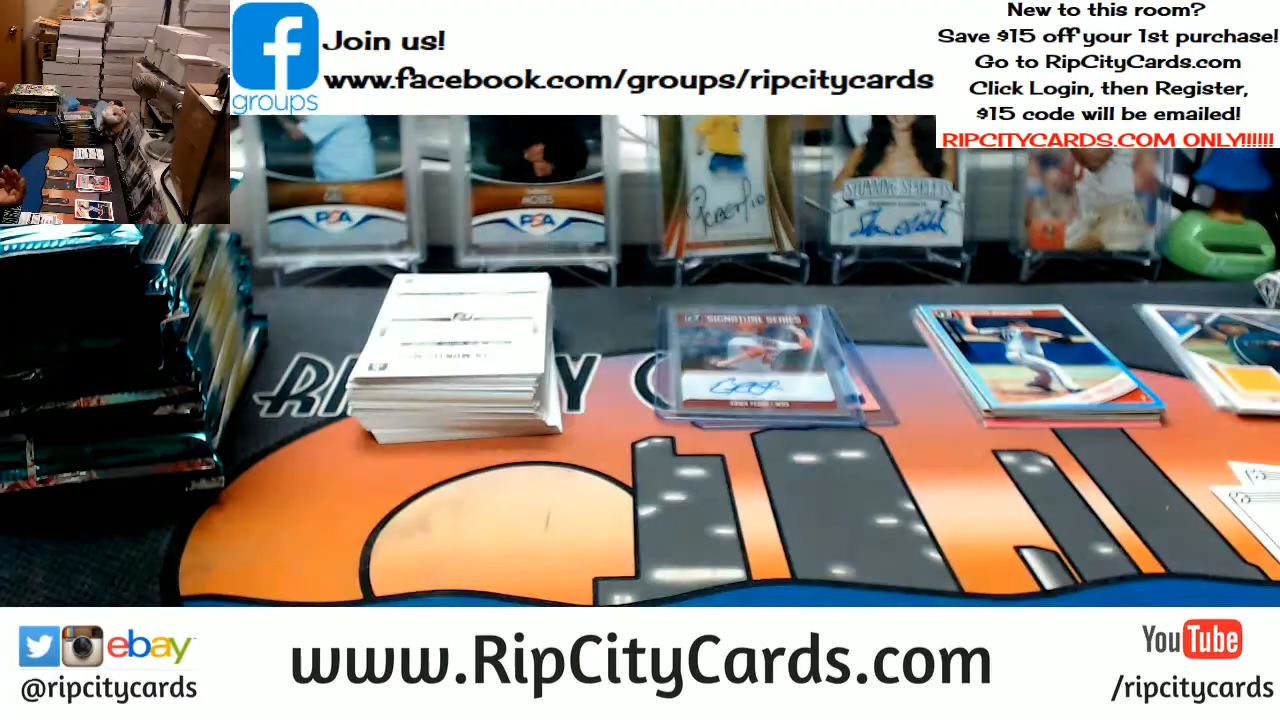 Join us!
www.facebook.com/groups/ripcitycards
groups
New to this room?
Save $15 off your 1st purchase!
Go to RipCityCards.com
Click Login, then Register,
$15 code will be emailed!
RIPCITYCARDS.COM ONLY!!!!!!
PSA
PSA
STUNNING STARLETS
SIGNATURE SERIES
ebay
@ripcitycards
www.RipCityCards.com
YouTube
/ripcitycards